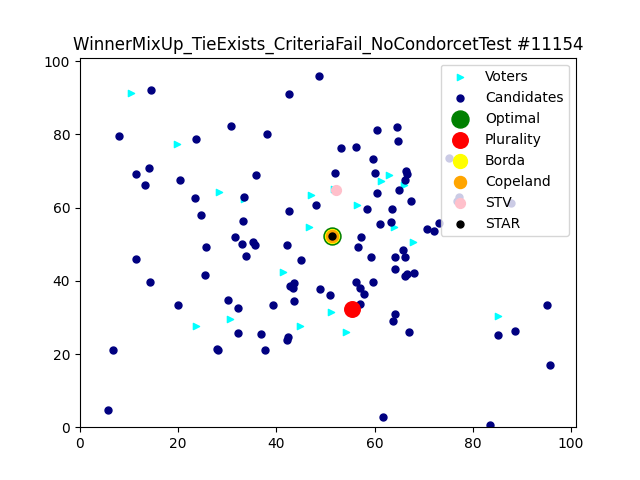 WinnerMixUp_TieExists_CriteriaFail_NoCondorcetTest #11154
100
80
60
40
20
0
0 20 40 60 80 100
Voters
Candidates
Optimal
Plurality
Borda
Copeland
STV
STAR